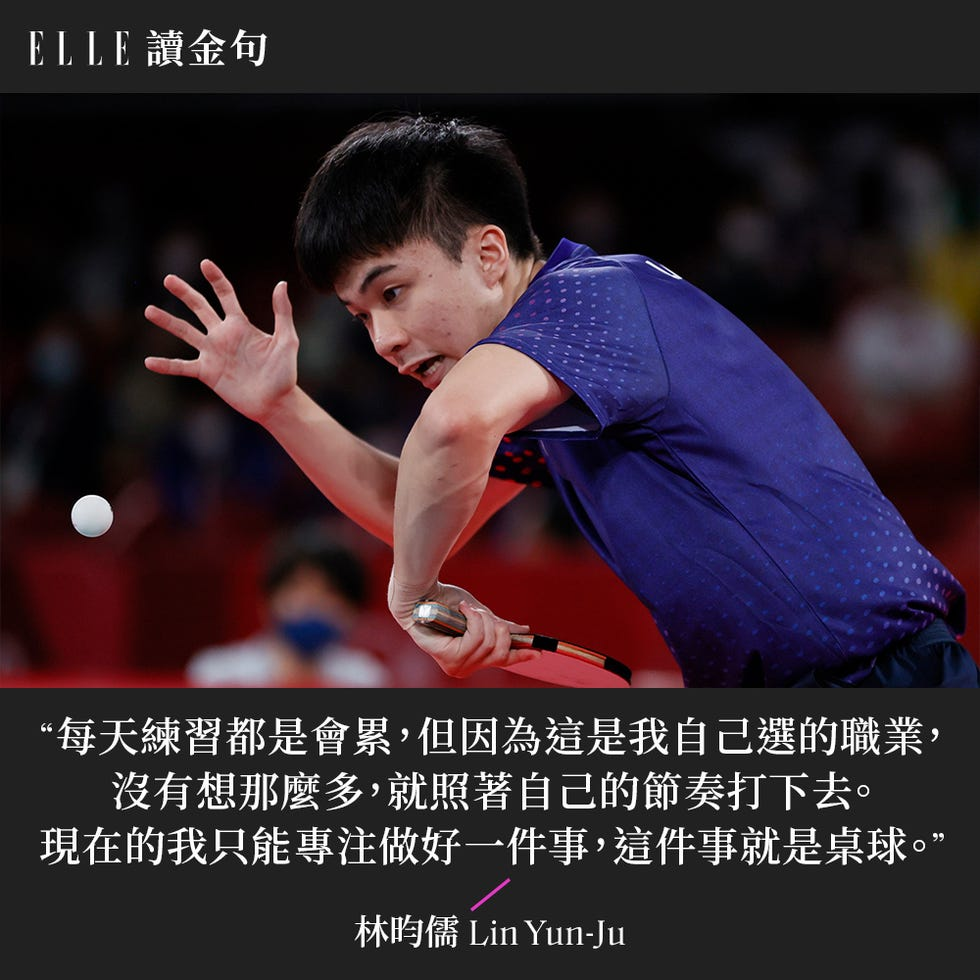 ELLE 讀金句
“每天練習都是會累，但因為這是我自己選的職業，
沒有想那麼多，就照著自己的節奏打下去。
現在的我只能專注做好一件事，這件事就是桌球。”
林昀儒 Lin Yun-Ju